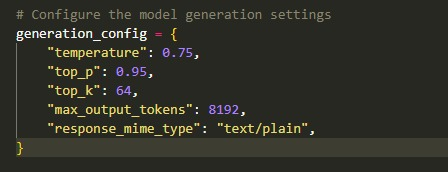 # Configure the model generation settings
generation_config = {
    "temperature": 0.75,
    "top_p": 0.95,
    "top_k": 64,
    "max_output_tokens": 8192,
    "response_mime_type": "text/plain",
}